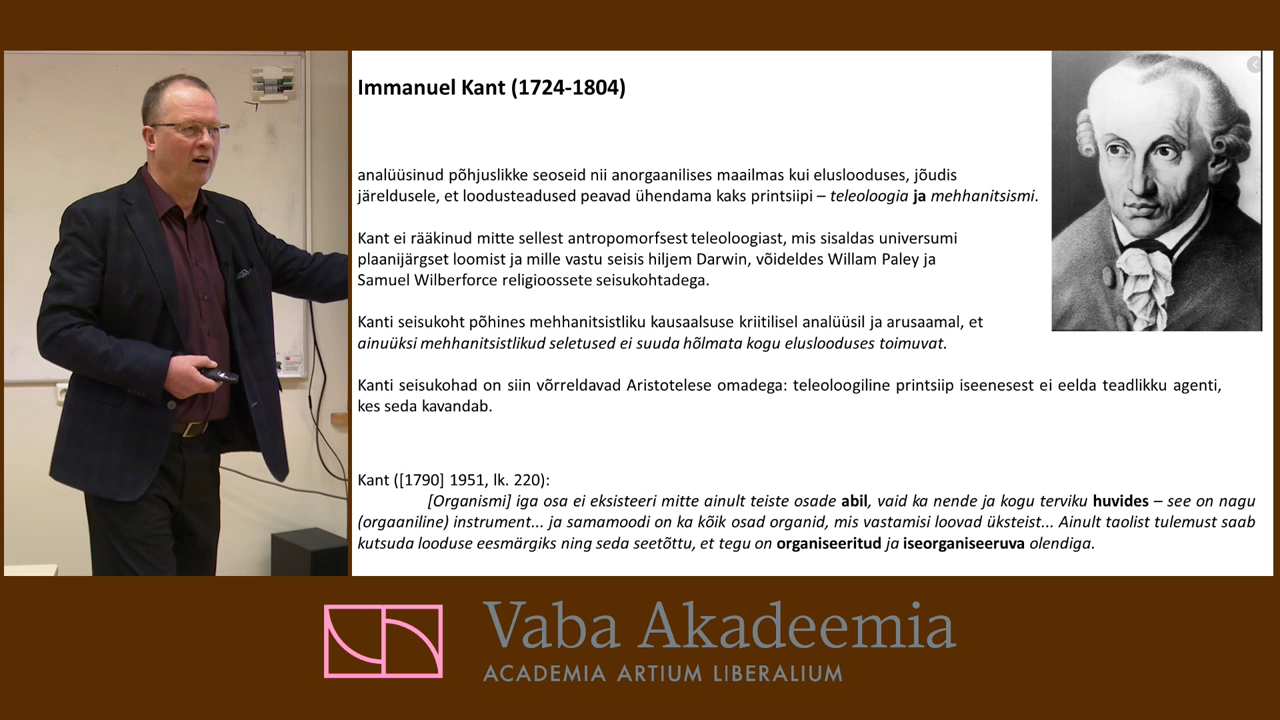 Immanuel Kant (1724-1804)
analüüsinud põhjuslikke seoseid nii anorgaanilises maailmas kui eluslooduses, jõudis
järeldusele, et loodusteadused peavad ühendama kaks printsiipi – teleoloogia ja mehhanitsismi.
Kant ei rääkinud mitte sellest antropomorfsest teleoloogiast, mis sisaldas universumi
plaanijärgset loomist ja mille vastu seisis hiljem Darwin, võideldes Willam Paley ja
Samuel Wilberforce religioossete seisukohtadega.
Kanti seisukoht põhines mehhanitsistliku kausaalsuse kriitilisel analüüsil ja arusaamal, et
ainuüksi mehhanitsistlikud seletused ei suuda hõlmata kogu eluslooduses toimuvat.
Kanti seisukohad on siin võrreldavad Aristotelese omadega: teleoloogiline printsiip iseenesest ei eelda teadlikku agenti,
kes seda kavandab.
Kant ([1790] 1951, lk. 220):
[Organismi] iga osa ei eksisteeri mitte ainult teiste osade abil, vaid ka nende ja kogu terviku huvides – see on nagu
(orgaaniline) instrument... ja samamoodi on ka kõik osad organid, mis vastamisi loovad üksteist... Ainult taolist tulemust saab
kutsuda looduse eesmärgiks ning seda seetõttu, et tegu on organiseeritud ja iseorganiseeruva olendiga.
Vaba Akadeemia
ACADEMIA ARTIUM LIBERALIUM